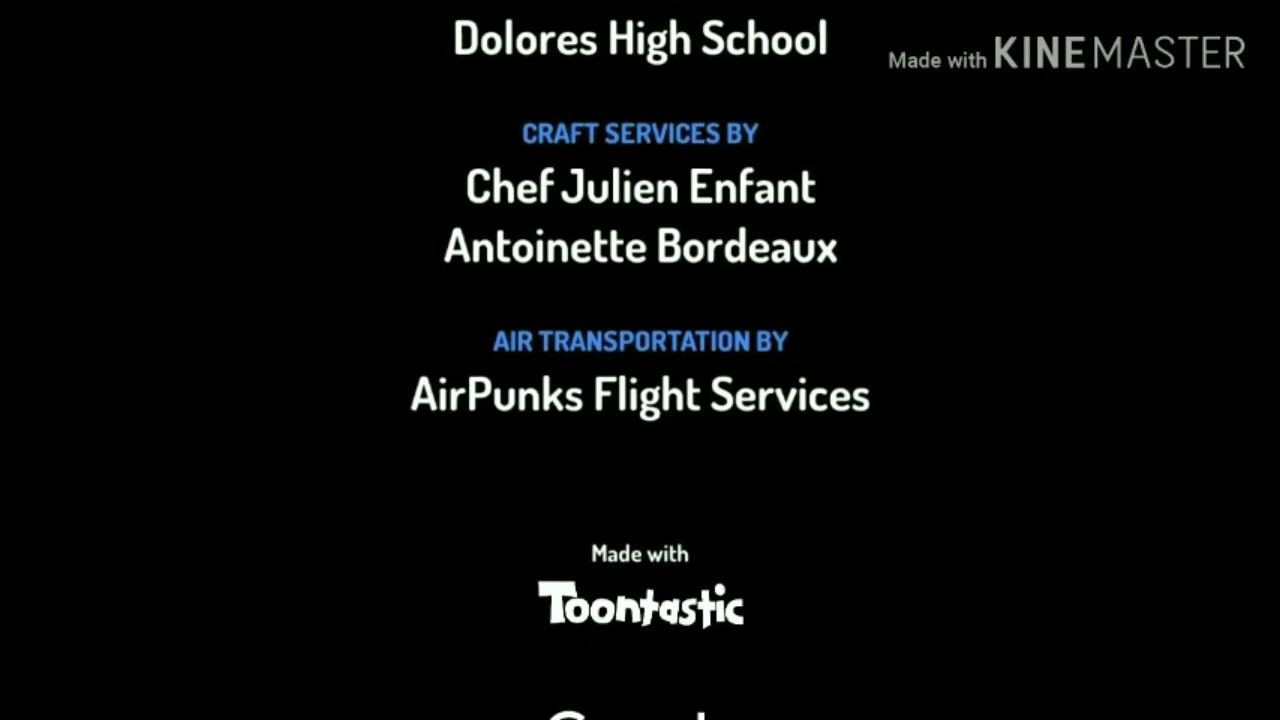 Dolores High School
Made with KINEMASTER
CRAFT SERVICES BY
Chef Julien Enfant
Antoinette Bordeaux
AIR TRANSPORTATION BY
AirPunks Flight Services
Made with
Toontastic